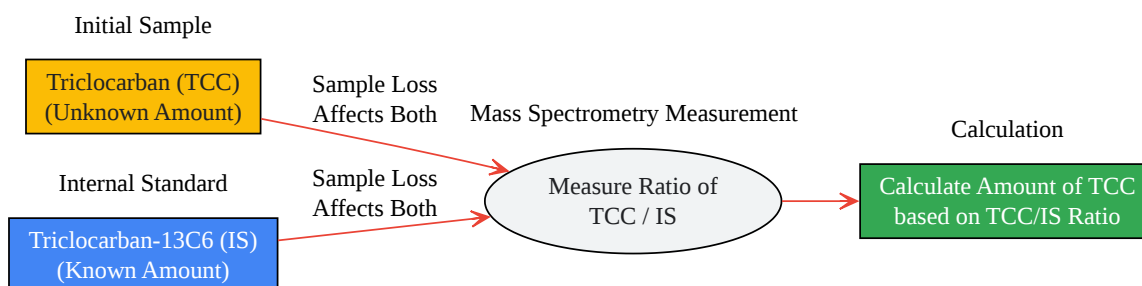 Initial Sample
Triclocarban (TCC)
(Unknown Amount)
Sample Loss
Affects Both
Internal Standard
Triclocarban-13C6 (IS)
(Known Amount)
Sample Loss
Affects Both
Mass Spectrometry Measurement
Measure Ratio of
TCC / IS
Calculation
Calculate Amount of TCC
based on TCC/IS Ratio